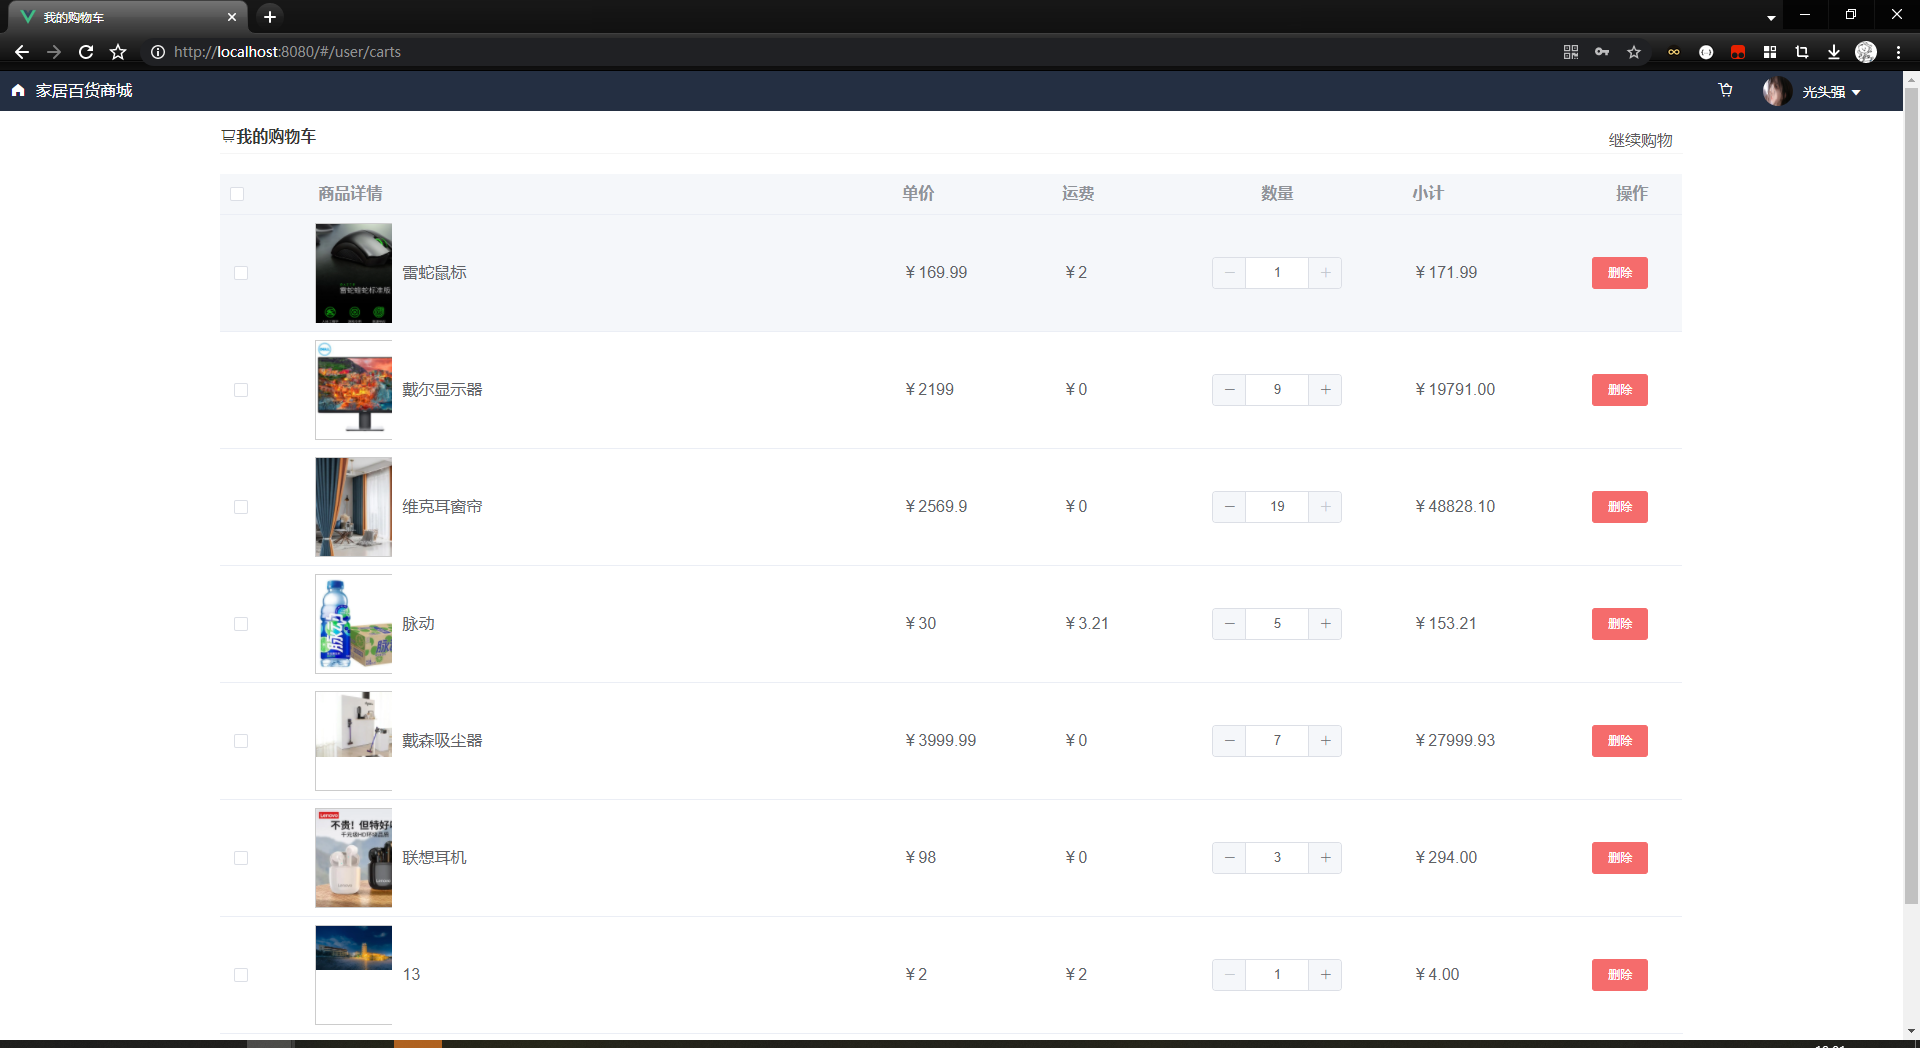 我的购物车
http://localhost:8080/#/user/carts
家居百货商城
光头强
我的购物车
继续购物
商品详情 单价 运费 数量 小计 操作
雷蛇鼠标 ￥169.99 ￥2 1 ￥171.99 删除
戴尔显示器 ￥2199 ￥0 9 ￥19791.00 删除
维克耳窗帘 ￥2569.9 ￥0 19 ￥48828.10 删除
脉动 ￥30 ￥3.21 5 ￥153.21 删除
戴森吸尘器 ￥3999.99 ￥0 7 ￥27999.93 删除
Lenovo
不贵！但特好
联想耳机 ￥98 ￥0 3 ￥294.00 删除
13 ￥2 ￥2 1 ￥4.00 删除